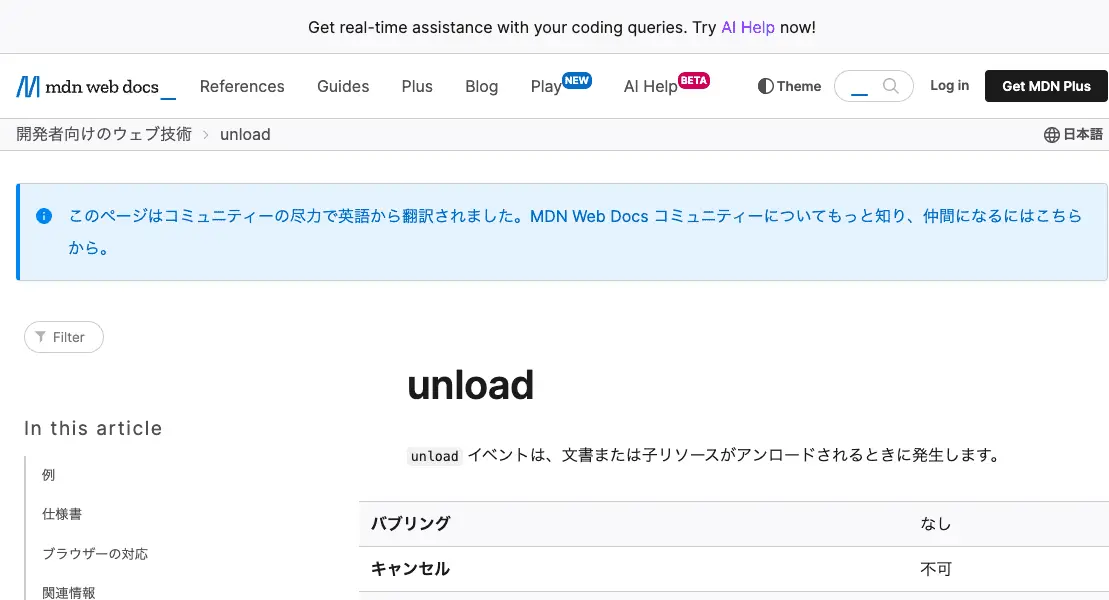 Get real-time assistance with your coding queries. Try AI Help now!
mdn web docs_ References Guides Plus Blog Play NEW AI Help BETA Theme Log in Get MDN Plus
開発者向けのウェブ技術 > unload 日本語
このページはコミュニティーの尽力で英語から翻訳されました。MDN Web Docs コミュニティーについてもっと知り、仲間になるにはこちら
から。
Filter
unload
In this article
unload イベントは、文書または子リソースがアンロードされるときに発生します。
例
仕様書
ブラウザーの対応
関連情報
バブリング なし
キャンセル 不可